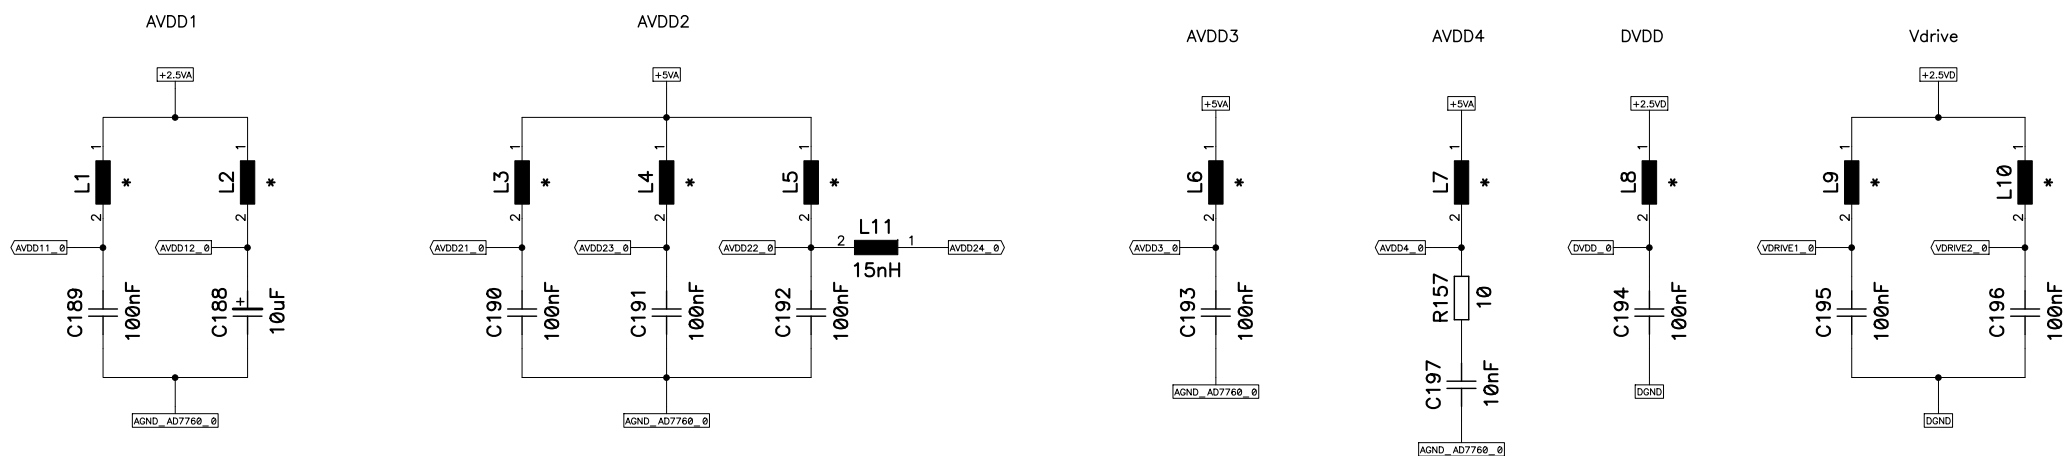 AVDD1
+2.5VA
1
L1
*
2
1
L2
*
2
AVDD11_0
AVDD12_0
C189
100nF
C188
+
10uF
AGND_AD7760_0
AVDD2
+5VA
1
L3
*
2
1
L4
*
2
1
L5
*
2
AVDD21_0
AVDD23_0
AVDD22_0
2
L11
1
15nH
AVDD24_0
C190
100nF
C191
100nF
C192
100nF
AGND_AD7760_0
AVDD3
+5VA
1
L6
*
2
AVDD3_0
C193
100nF
AGND_AD7760_0
AVDD4
+5VA
1
L7
*
2
AVDD4_0
R157
10
C197
10nF
AGND_AD7760_0
DVDD
+2.5VD
1
L8
*
2
DVDD_0
C194
100nF
DGND
Vdrive
+2.5VD
1
L9
*
2
1
L10
*
2
VDRIVE1_0
VDRIVE2_0
C195
100nF
C196
100nF
DGND